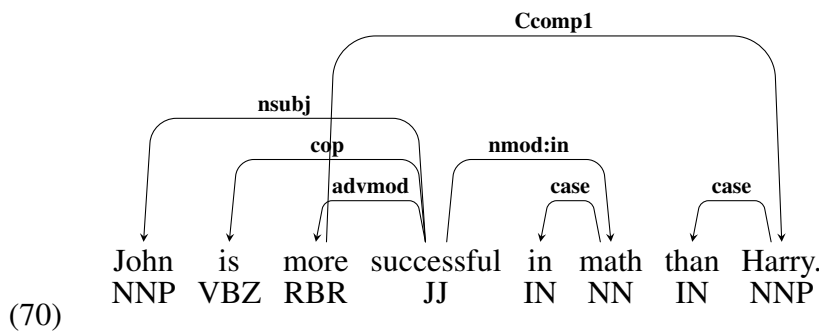 Ccomp1
nsubj
cop nmod:in
advmod case case
John is more successful in math than Harry.
NNP VBZ RBR JJ IN NN IN NNP
(70)